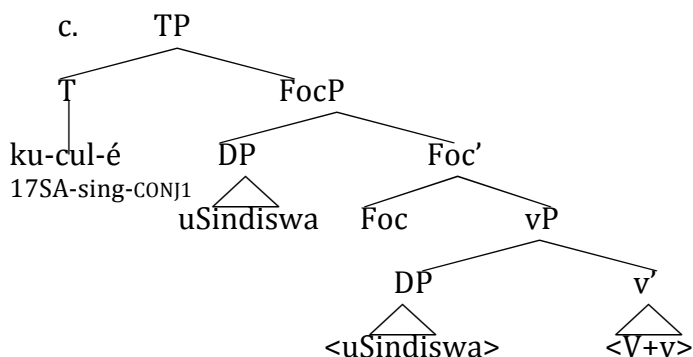 c. TP
T FocP
ku-cul-é DP Foc’
17SA-sing-CONJ1
uSindiswa Foc vP
DP v’
<uSindiswa> <V+v>